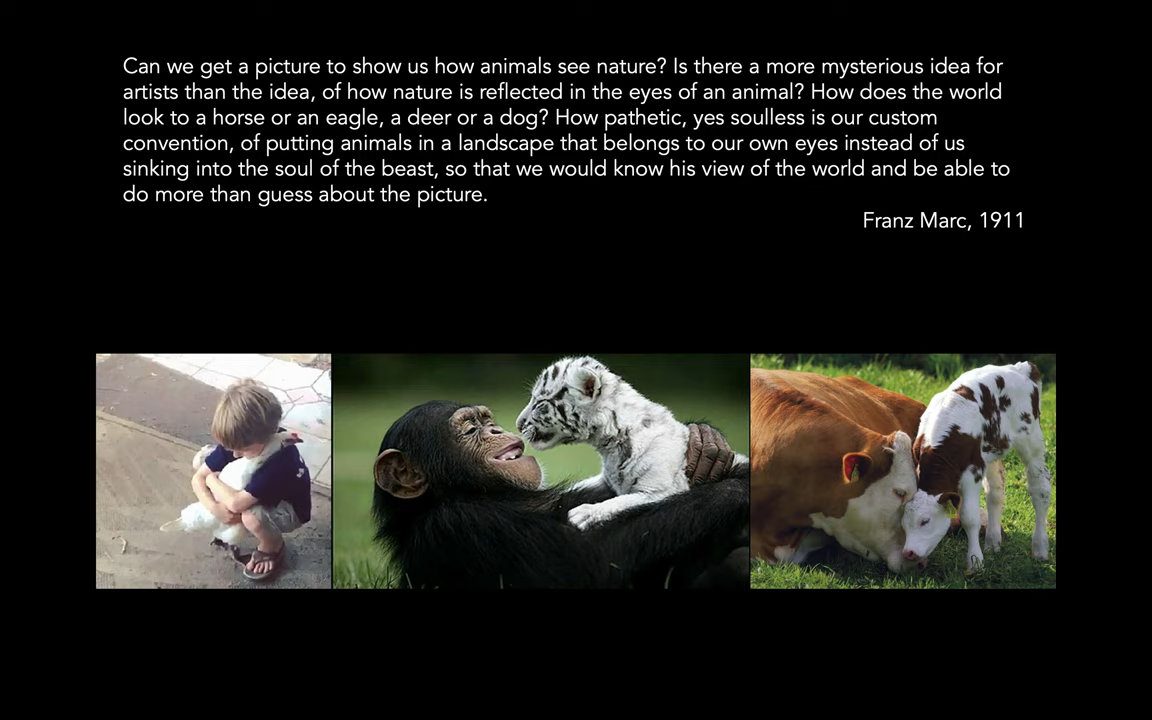 Can we get a picture to show us how animals see nature? Is there a more mysterious idea for
artists than the idea, of how nature is reflected in the eyes of an animal? How does the world
look to a horse or an eagle, a deer or a dog? How pathetic, yes soulless is our custom
convention, of putting animals in a landscape that belongs to our own eyes instead of us
sinking into the soul of the beast, so that we would know his view of the world and be able to
do more than guess about the picture.
Franz Marc, 1911